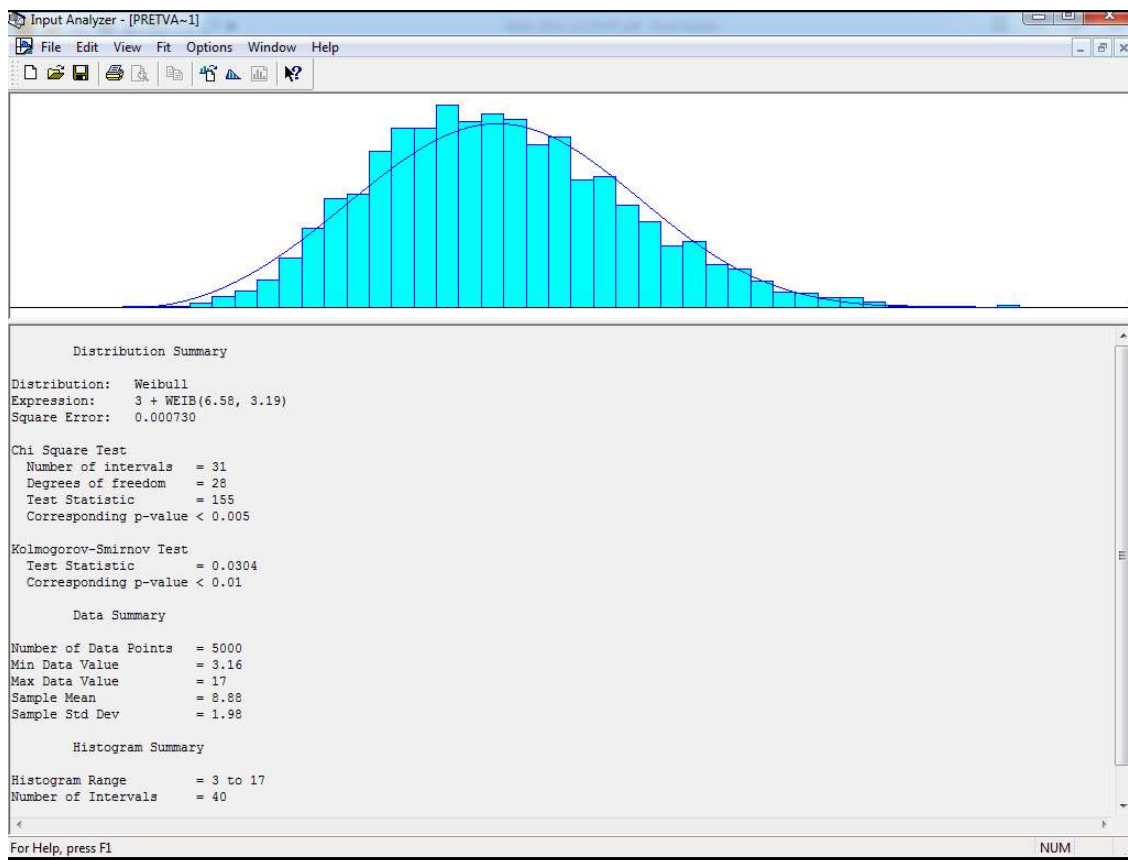 Input Analyzer - [PRETVA~1]
File Edit View Fit Options Window Help
Distribution Summary
Distribution: Weibull
Expression: 3 + WEIB(6.58, 3.19)
Square Error: 0.000730
Chi Square Test
Number of intervals = 31
Degrees of freedom = 28
Test Statistic = 155
Corresponding p-value < 0.005
Kolmogorov-Smirnov Test
Test Statistic = 0.0304
Corresponding p-value < 0.01
Data Summary
Number of Data Points = 5000
Min Data Value = 3.16
Max Data Value = 17
Sample Mean = 8.88
Sample Std Dev = 1.98
Histogram Summary
Histogram Range = 3 to 17
Number of Intervals = 40
For Help, press F1 NUM